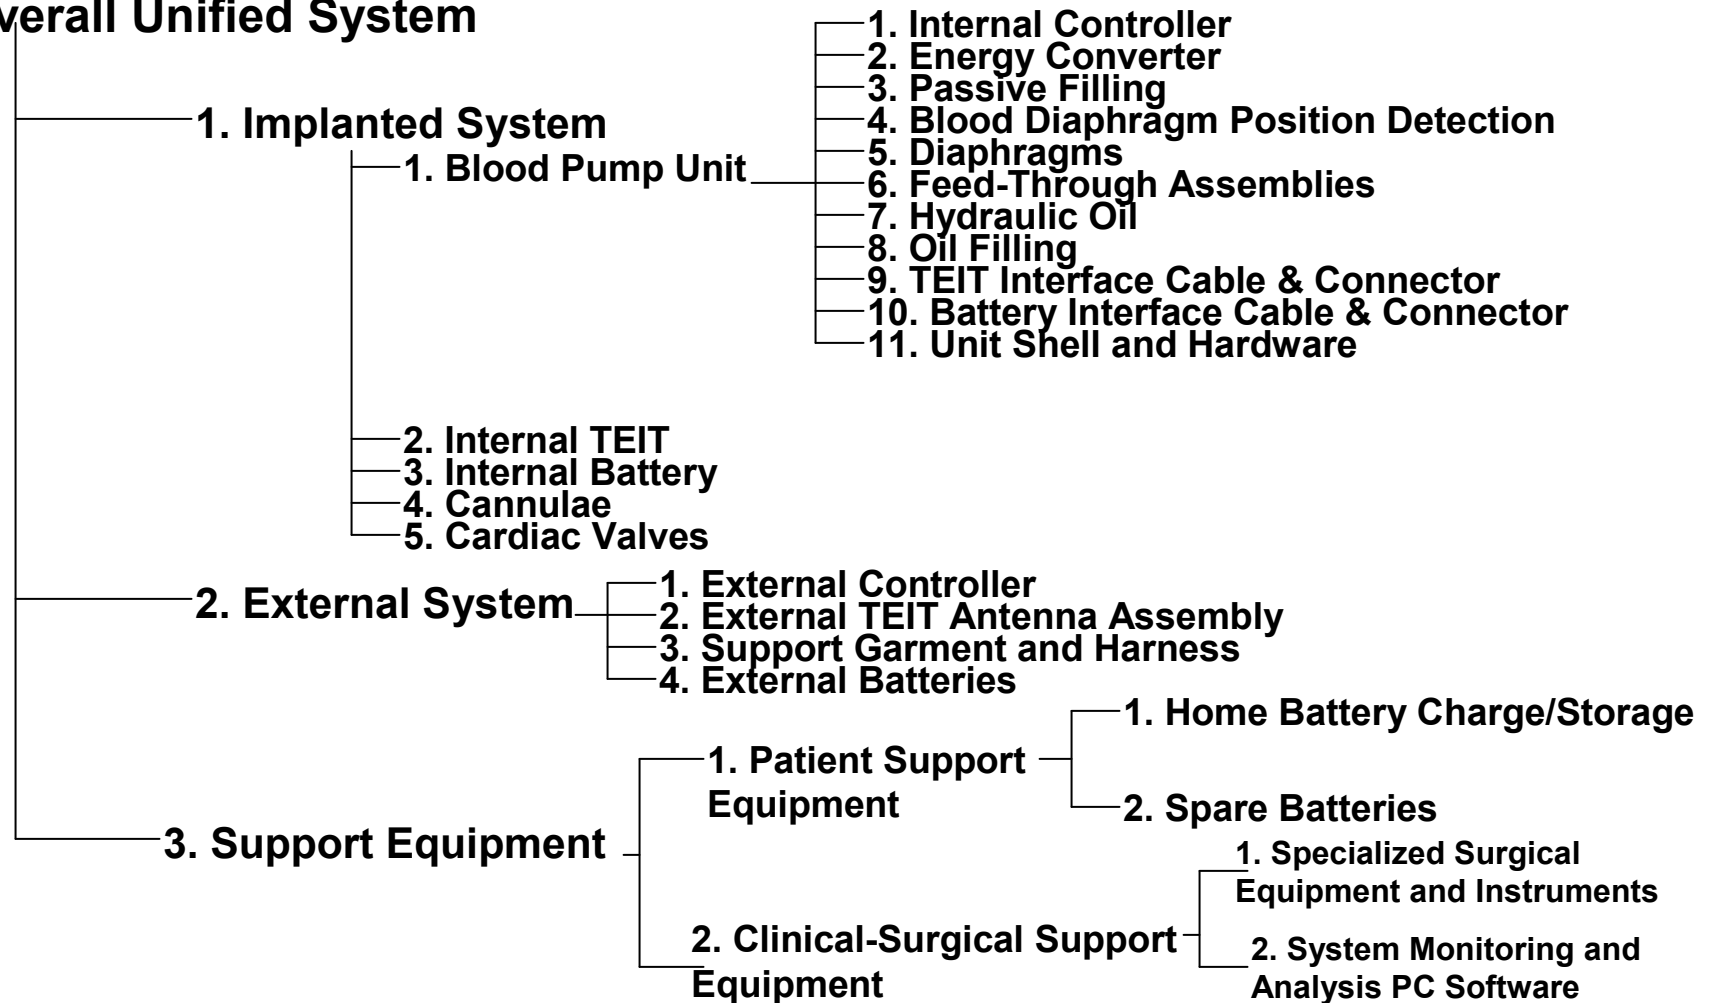 verall Unified System
1. Implanted System
1. Blood Pump Unit
1. Internal Controller
2. Energy Converter
3. Passive Filling
4. Blood Diaphragm Position Detection
5. Diaphragms
6. Feed-Through Assemblies
7. Hydraulic Oil
8. Oil Filling
9. TEIT Interface Cable & Connector
10. Battery Interface Cable & Connector
11. Unit Shell and Hardware
2. Internal TEIT
3. Internal Battery
4. Cannulae
5. Cardiac Valves
2. External System
1. External Controller
2. External TEIT Antenna Assembly
3. Support Garment and Harness
4. External Batteries
3. Support Equipment
1. Patient Support
Equipment
1. Home Battery Charge/Storage
2. Spare Batteries
2. Clinical-Surgical Support
Equipment
1. Specialized Surgical
Equipment and Instruments
2. System Monitoring and
Analysis PC Software